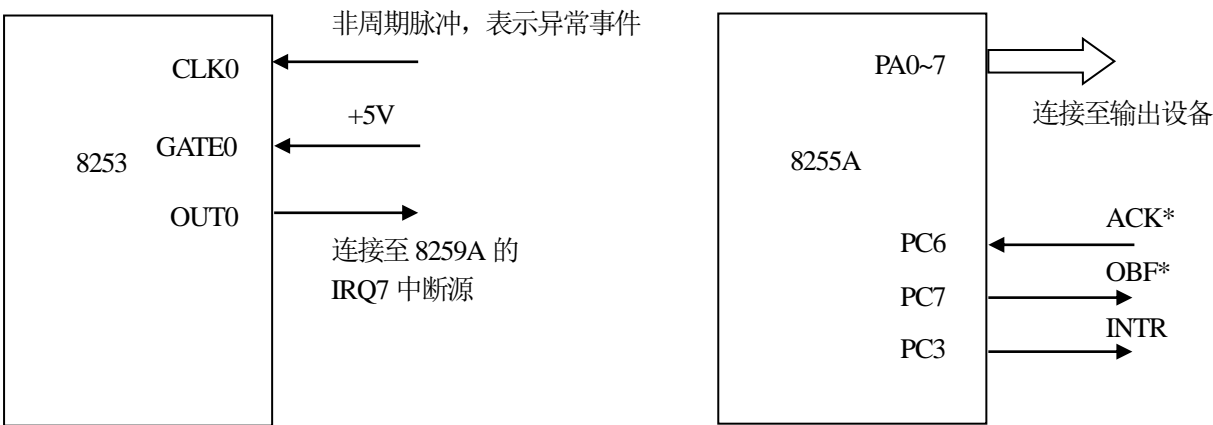 非周期脉冲，表示异常事件
CLK0
+5V
GATE0
8253
OUT0
连接至 8259A 的
IRQ7 中断源
PA0~7
连接至输出设备
8255A
ACK*
PC6
OBF*
PC7
INTR
PC3